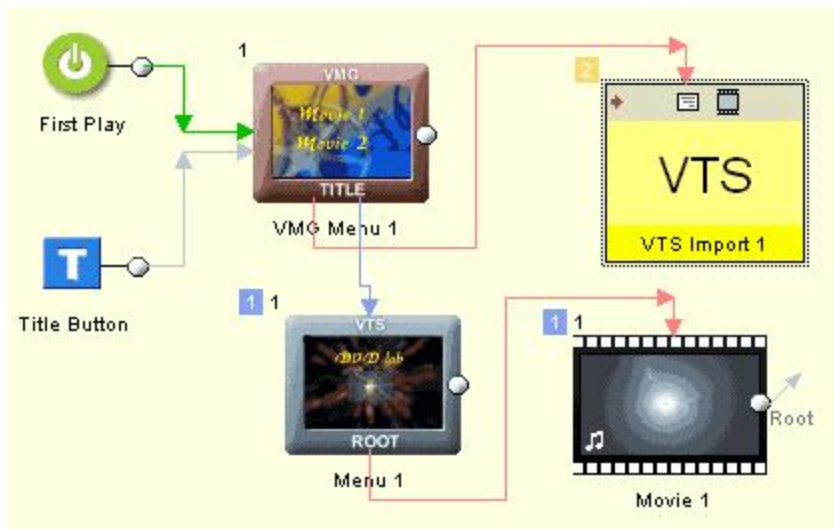 First Play
1
VMG
Movie 1
Movie 2
TITLE
VMG Menu 1
2
VTS
VTS Import 1
T
Title Button
1 1
VTS
DVD lab
ROOT
Menu 1
1 1
Root
Movie 1